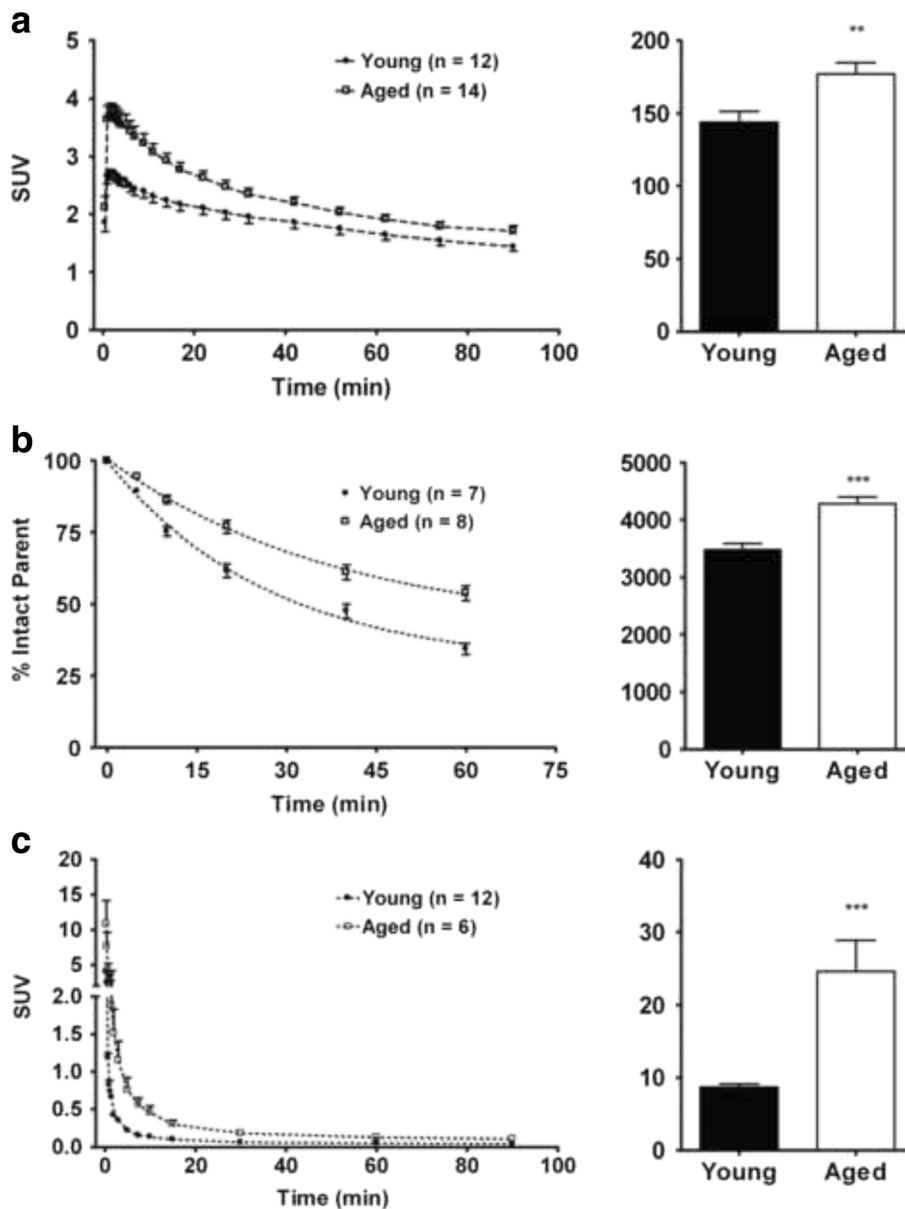 a
5
4
3
2
1
0
SUV
Young (n = 12)
Aged (n = 14)
0 20 40 60 80 100
Time (min)
200
150
100
50
0
**
Young Aged
b
100
75
50
25
0
% Intact Parent
Young (n = 7)
Aged (n = 8)
0 15 30 45 60 75
Time (min)
5000
4000
3000
2000
1000
0
***
Young Aged
c
20
15
10
5
2.0
1.5
1.0
0.5
0.0
SUV
Young (n = 12)
Aged (n = 6)
0 20 40 60 80 100
Time (min)
40
30
20
10
0
***
Young Aged